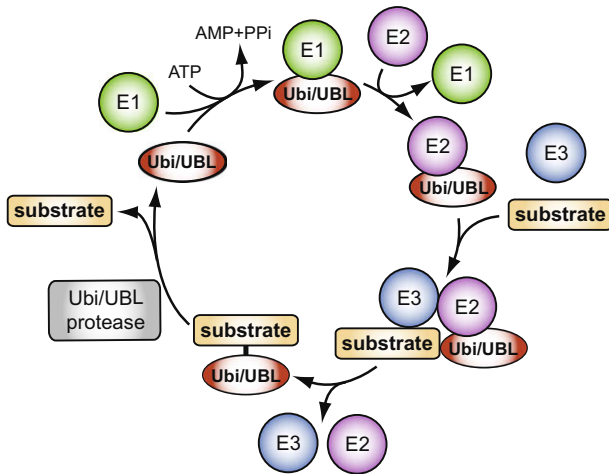 AMP+PPi
ATP
E1
E1
Ubi/UBL
E2
E1
Ubi/UBL
E2
Ubi/UBL
E3
substrate
substrate
Ubi/UBL
protease
E3
E2
substrate
Ubi/UBL
substrate
Ubi/UBL
E3
E2